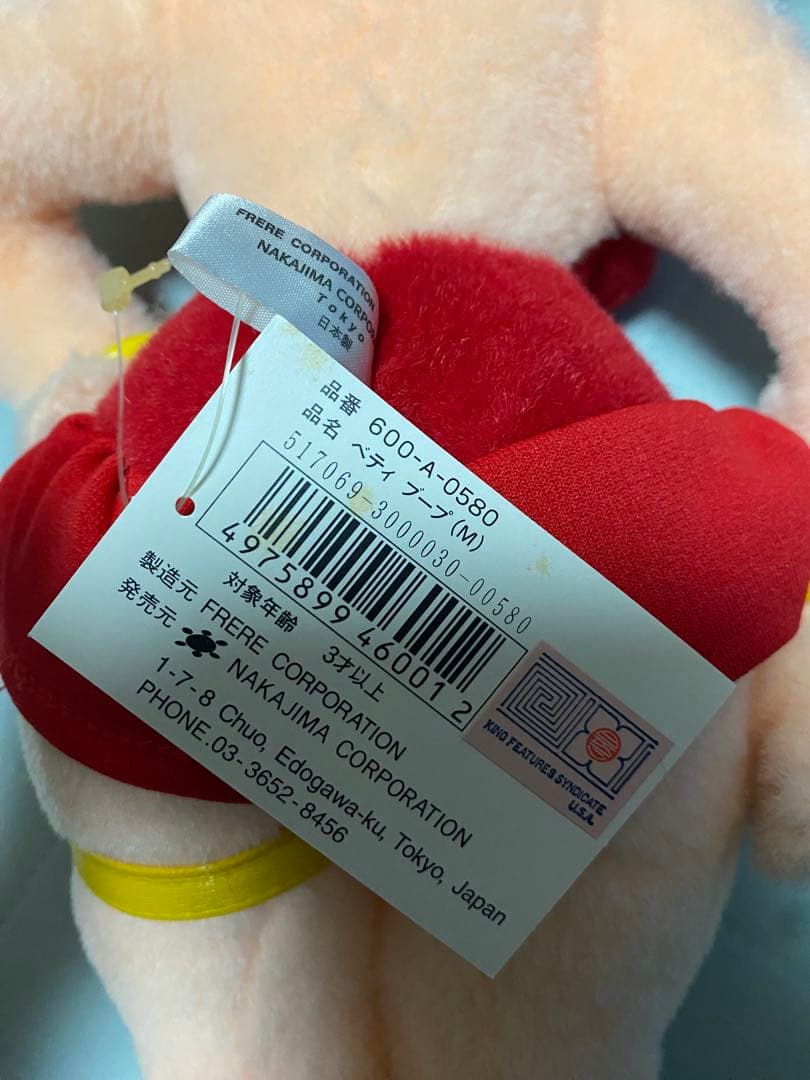 FRERE CORPORATION
NAKAJIMA CORPO
Tokyo
日本製
品番 600-A-0580
品名 ベティ ブープ(M)
517069-3000030-00580
4975899460012
対象年齢 3才以上
製造元 FRERE CORPORATION
発売元 NAKAJIMA CORPORATION
1-7-8 Chuo, Edogawa-ku, Tokyo, Japan
PHONE.03-3652-8456
KING FEATURES SYNDICATE
U.S.A.